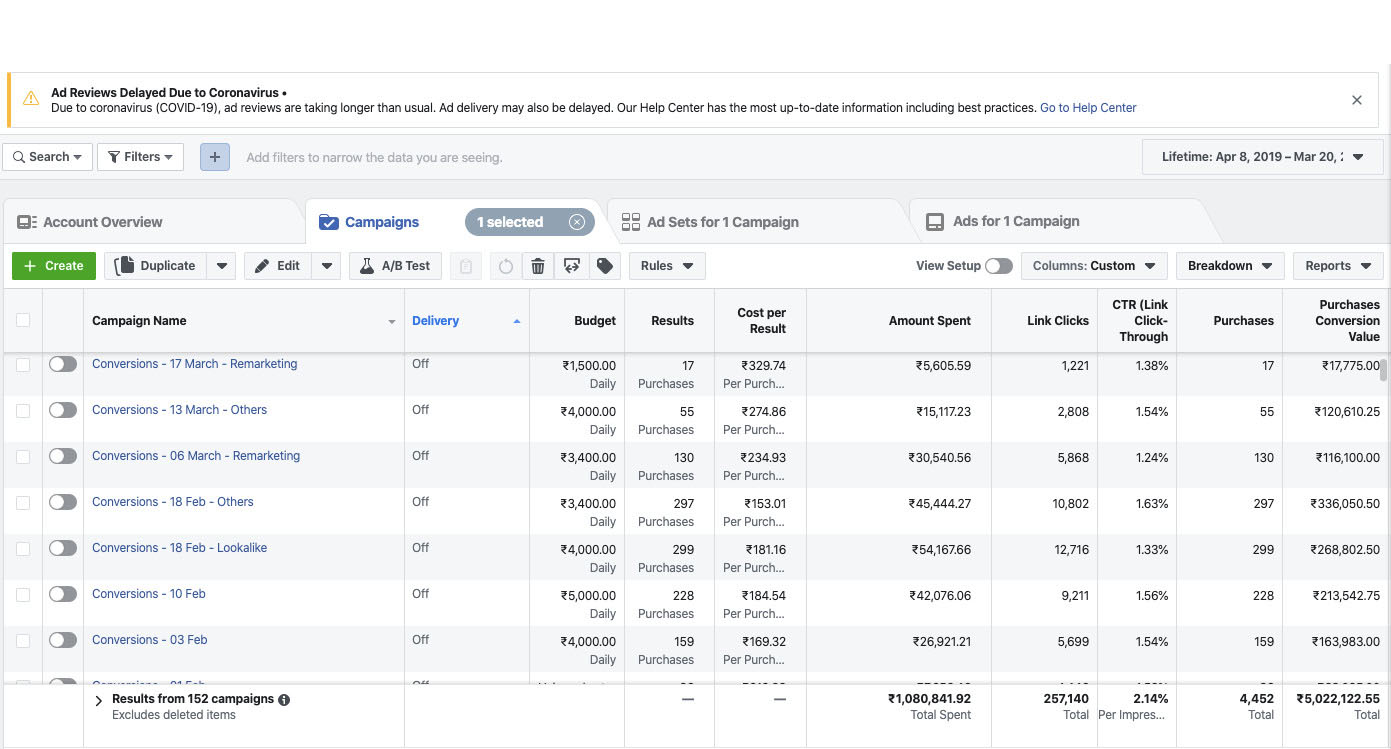 Ad Reviews Delayed Due to Coronavirus •
Due to coronavirus (COVID-19), ad reviews are taking longer than usual. Ad delivery may also be delayed. Our Help Center has the most up-to-date information including best practices. Go to Help Center
Search Filters + Add filters to narrow the data you are seeing. Lifetime: Apr 8, 2019 – Mar 20,
Account Overview Campaigns 1 selected Ad Sets for 1 Campaign Ads for 1 Campaign
+ Create Duplicate Edit A/B Test Rules View Setup Columns: Custom Breakdown Reports
Campaign Name Delivery Budget Results Cost per Result Amount Spent Link Clicks CTR (Link Click-Through Purchases Purchases Conversion Value
Conversions - 17 March - Remarketing Off ₹1,500.00 17 ₹329.74 ₹5,605.59 1,221 1.38% 17 ₹17,775.00
Daily Purchases Per Purch...
Conversions - 13 March - Others Off ₹4,000.00 55 ₹274.86 ₹15,117.23 2,808 1.54% 55 ₹120,610.25
Daily Purchases Per Purch...
Conversions - 06 March - Remarketing Off ₹3,400.00 130 ₹234.93 ₹30,540.56 5,868 1.24% 130 ₹116,100.00
Daily Purchases Per Purch...
Conversions - 18 Feb - Others Off ₹3,400.00 297 ₹153.01 ₹45,444.27 10,802 1.63% 297 ₹336,050.50
Daily Purchases Per Purch...
Conversions - 18 Feb - Lookalike Off ₹4,000.00 299 ₹181.16 ₹54,167.66 12,716 1.33% 299 ₹268,802.50
Daily Purchases Per Purch...
Conversions - 10 Feb Off ₹5,000.00 228 ₹184.54 ₹42,076.06 9,211 1.56% 228 ₹213,542.75
Daily Purchases Per Purch...
Conversions - 03 Feb Off ₹4,000.00 159 ₹169.32 ₹26,921.21 5,699 1.54% 159 ₹163,983.00
Daily Purchases Per Purch...
Results from 152 campaigns — — ₹1,080,841.92 257,140 2.14% 4,452 ₹5,022,122.55
Excludes deleted items Total Spent Total Per Impres... Total Total